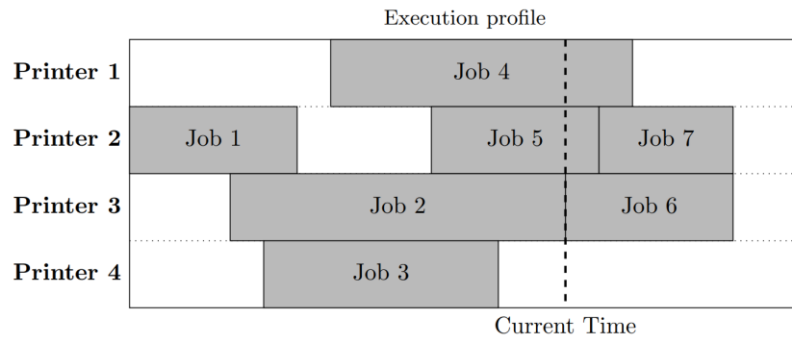 Execution profile
Printer 1 Job 4
Printer 2 Job 1 Job 5 Job 7
Printer 3 Job 2 Job 6
Printer 4 Job 3
Current Time